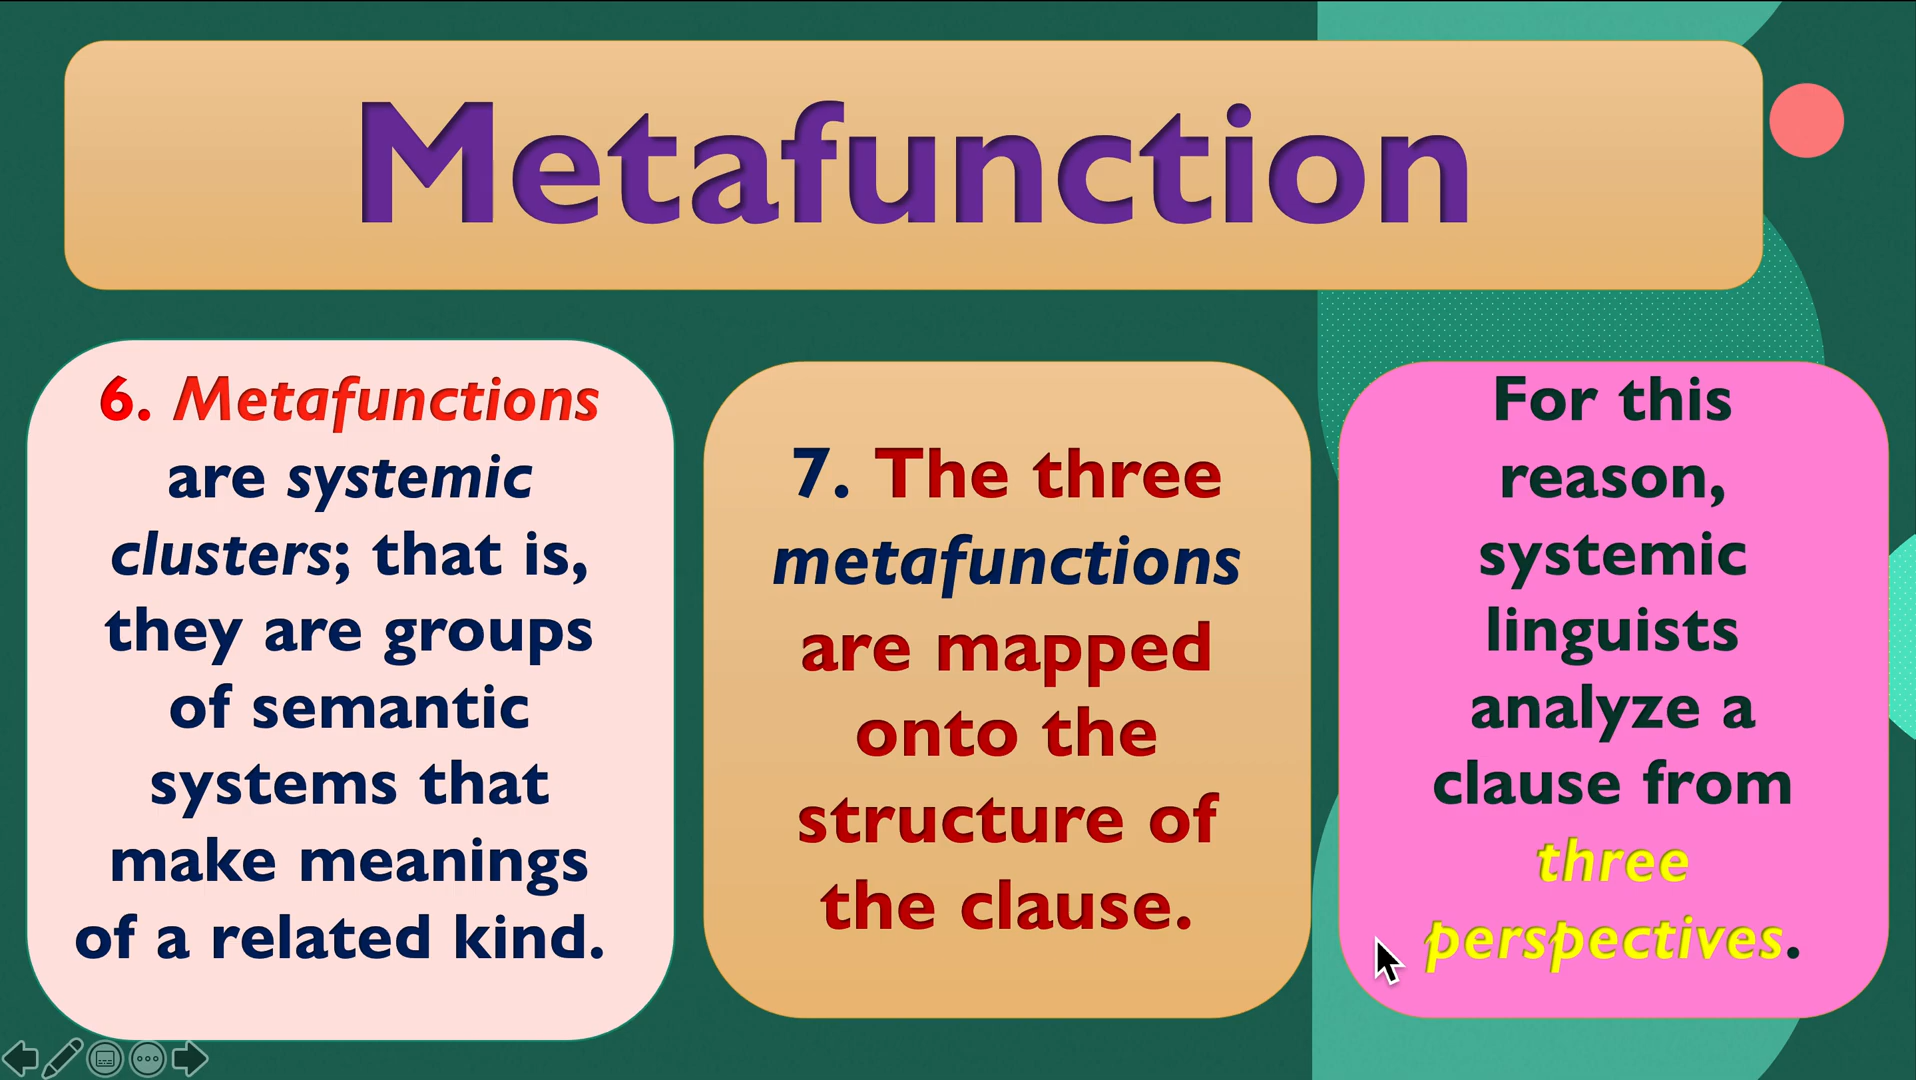 Metafunction
6. Metafunctions
are systemic
clusters; that is,
they are groups
of semantic
systems that
make meanings
of a related kind.
7. The three
metafunctions
are mapped
onto the
structure of
the clause.
For this
reason,
systemic
linguists
analyze a
clause from
three
perspectives.